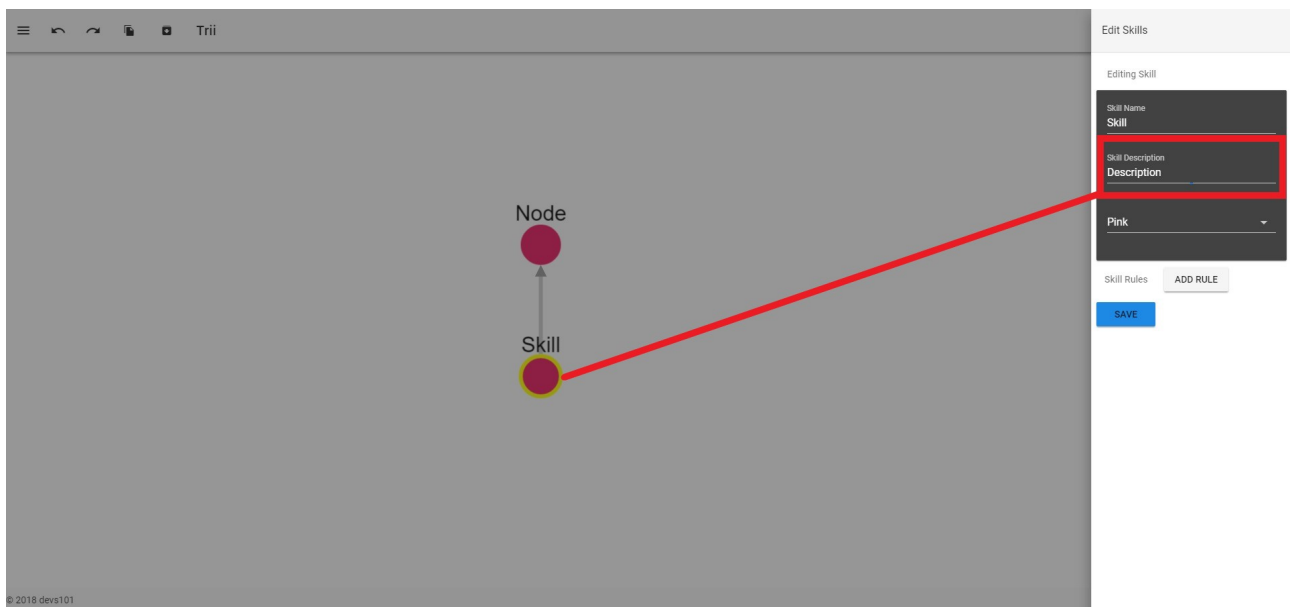 Trii
Edit Skills
Editing Skill
Skill Name
Skill
Skill Description
Description
Pink
Skill Rules ADD RULE
SAVE
Node
Skill
© 2018 devs101